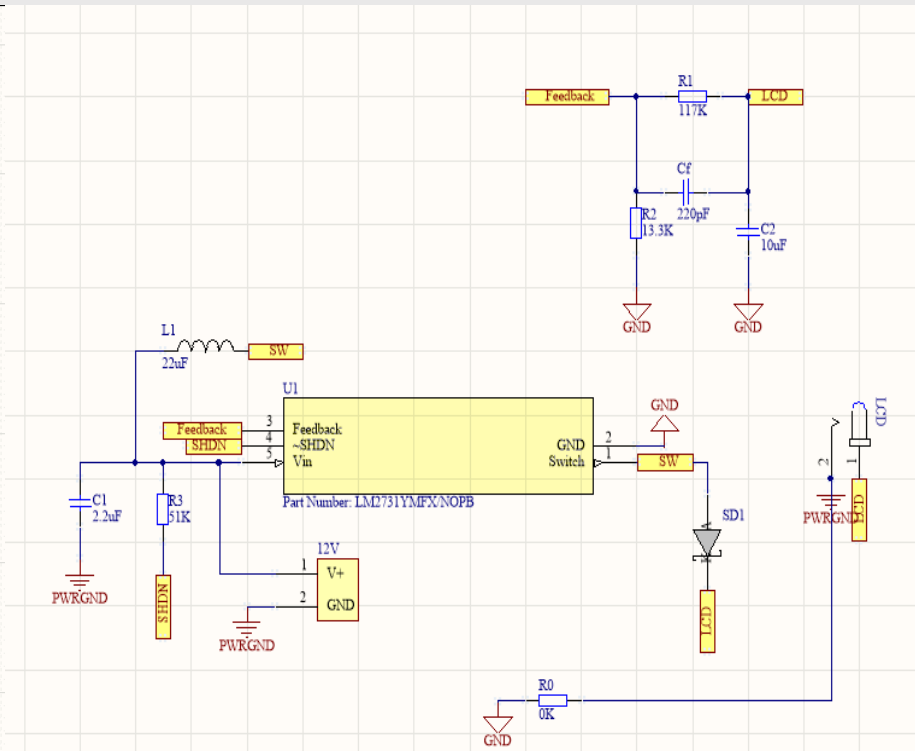 R1
Feedback
LCD
117K
Cf
220pF
R2
13.3K
C2
10uF
GND
GND
L1
SW
22uF
U1
GND
LCD
Feedback
3
Feedback
SHDN
4
~SHDN
GND
2
5
Vin
Switch
1
SW
2
1
C1
2.2uF
R3
51K
Part Number: LM2731YMFX/NOPB
PWRGND
LCD
A
SD1
K
12V
1
V+
2
GND
PWRGND
SHDN
PWRGND
LCD
R0
0K
GND